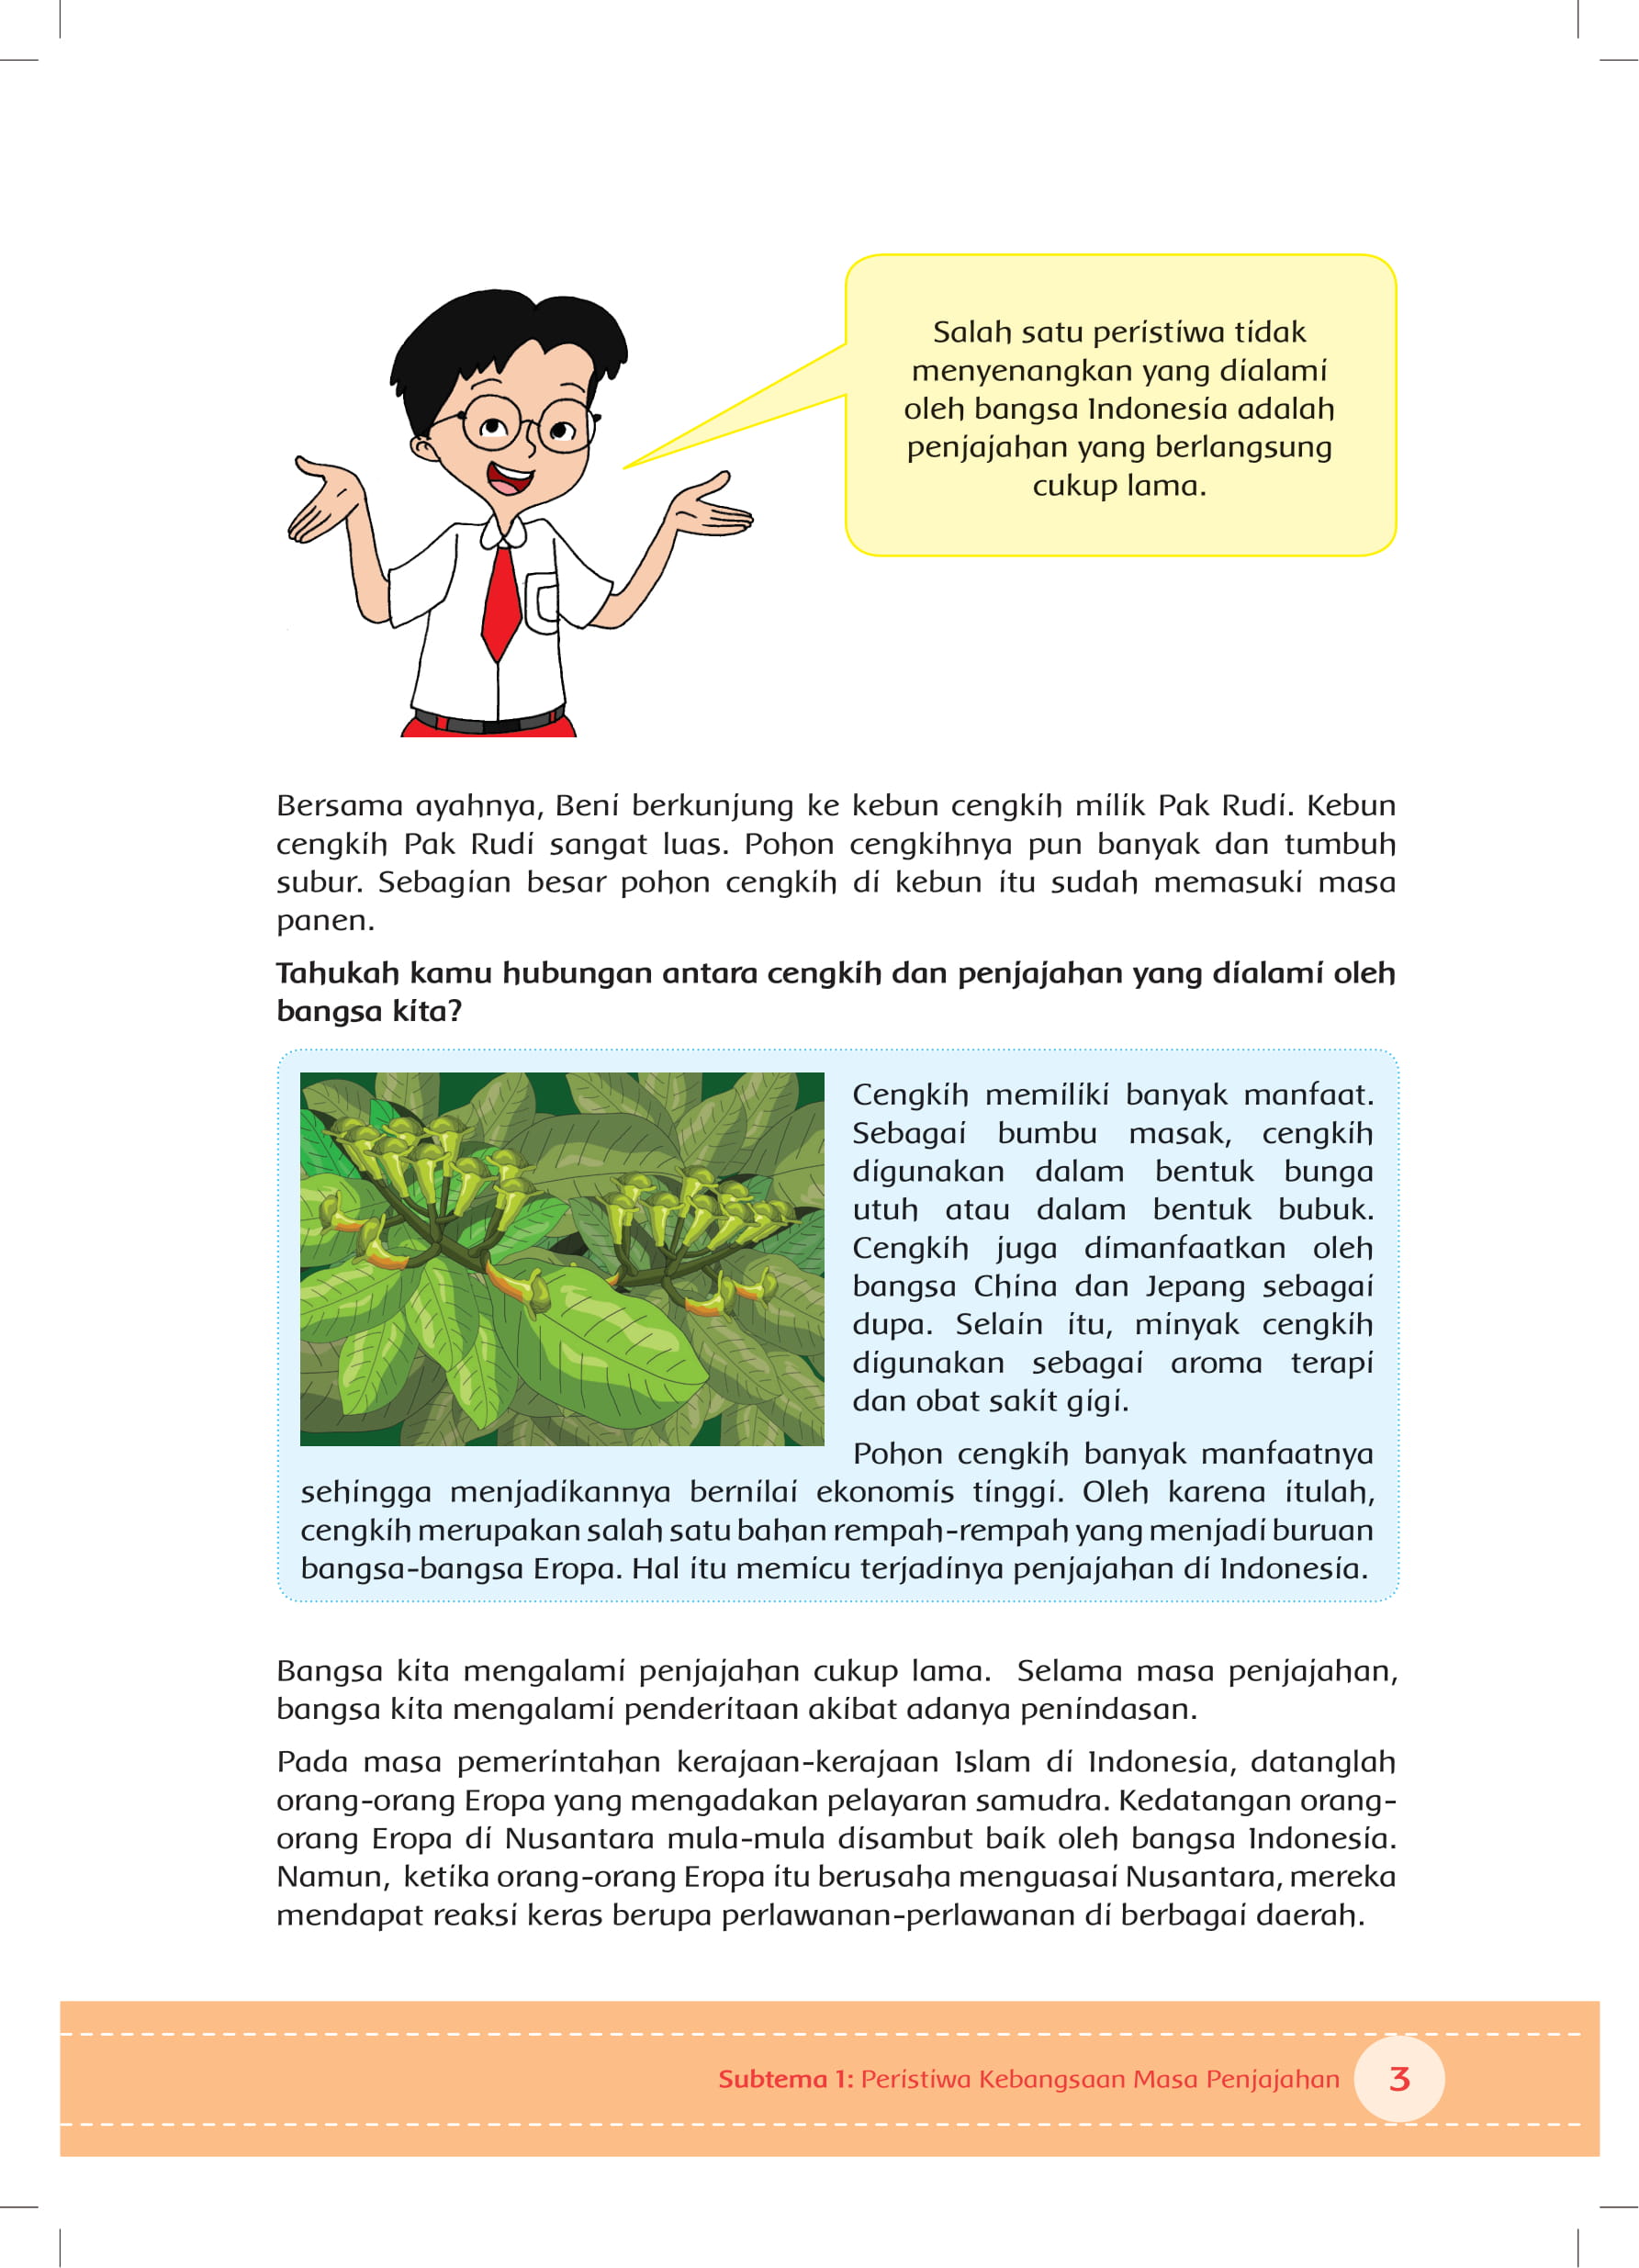 Salah satu peristiwa tidak
menyenangkan yang dialami
oleh bangsa Indonesia adalah
penjajahan yang berlangsung
cukup lama.
Bersama ayahnya, Beni berkunjung ke kebun cengkih milik Pak Rudi. Kebun
cengkih Pak Rudi sangat luas. Pohon cengkihnya pun banyak dan tumbuh
subur. Sebagian besar pohon cengkih di kebun itu sudah memasuki masa
panen.
Tahukah kamu hubungan antara cengkih dan penjajahan yang dialami oleh
bangsa kita?
Cengkih memiliki banyak manfaat.
Sebagai bumbu masak, cengkih
digunakan dalam bentuk bunga
utuh atau dalam bentuk bubuk.
Cengkih juga dimanfaatkan oleh
bangsa China dan Jepang sebagai
dupa. Selain itu, minyak cengkih
digunakan sebagai aroma terapi
dan obat sakit gigi.
Pohon cengkih banyak manfaatnya
sehingga menjadikannya bernilai ekonomis tinggi. Oleh karena itulah,
cengkih merupakan salah satu bahan rempah-rempah yang menjadi buruan
bangsa-bangsa Eropa. Hal itu memicu terjadinya penjajahan di Indonesia.
Bangsa kita mengalami penjajahan cukup lama. Selama masa penjajahan,
bangsa kita mengalami penderitaan akibat adanya penindasan.
Pada masa pemerintahan kerajaan-kerajaan Islam di Indonesia, datanglah
orang-orang Eropa yang mengadakan pelayaran samudra. Kedatangan orang-
orang Eropa di Nusantara mula-mula disambut baik oleh bangsa Indonesia.
Namun, ketika orang-orang Eropa itu berusaha menguasai Nusantara, mereka
mendapat reaksi keras berupa perlawanan-perlawanan di berbagai daerah.
Subtema 1: Peristiwa Kebangsaan Masa Penjajahan 3